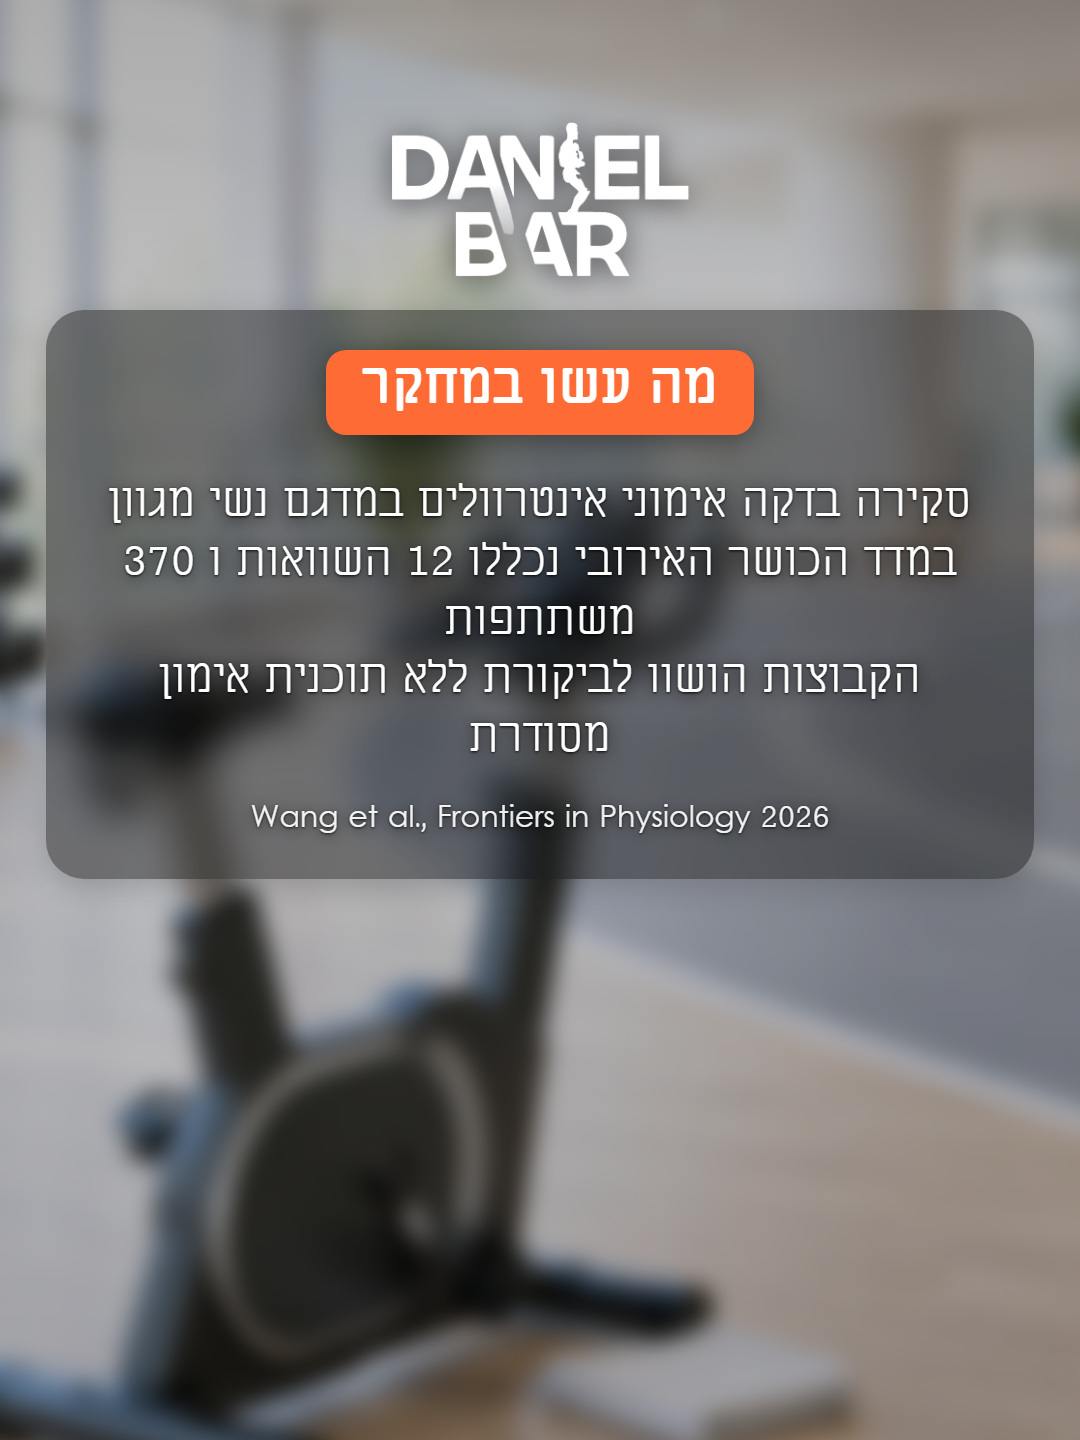 DANIEL
BAR
מה עשו במחקר
סקירה בדקה אימוני אינטרוולים במדגם נשי מגוון
במדד הכושר האירובי נכללו 12 השוואות ו 370
משתתפות
הקבוצות הושוו לביקורת ללא תוכנית אימון
מסודרת
Wang et al., Frontiers in Physiology 2026